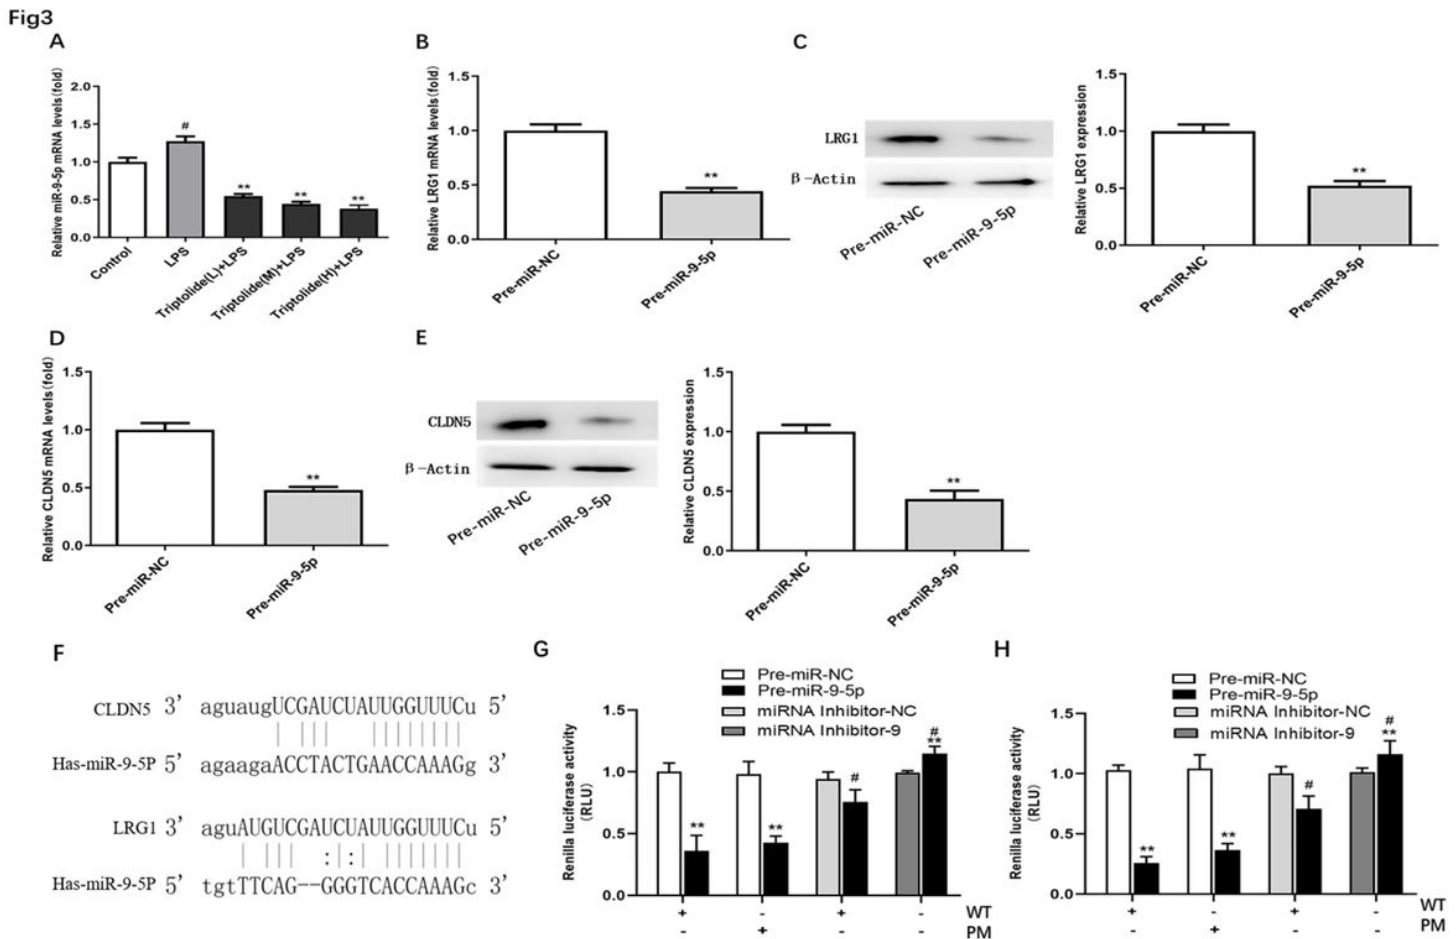 Fig3
A
Relative miR-9-5p mRNA levels(fold)
2.0
1.5
1.0
0.5
0.0
#
**
**
**
Control
LPS
Triptolide(L)+LPS
Triptolide(M)+LPS
Triptolide(H)+LPS
B
Relative LRG1 mRNA levels(fold)
1.5
1.0
0.5
0.0
**
Pre-miR-NC
Pre-miR-9-5p
C
LRG1
β-Actin
Pre-miR-NC
Pre-miR-9-5p
Relative LRG1 expression
1.5
1.0
0.5
0.0
**
Pre-miR-NC
Pre-miR-9-5p
D
Relative CLDN5 mRNA levels(fold)
1.5
1.0
0.5
0.0
**
Pre-miR-NC
Pre-miR-9-5p
E
CLDN5
β-Actin
Pre-miR-NC
Pre-miR-9-5p
Relative CLDN5 expression
1.5
1.0
0.5
0.0
**
Pre-miR-NC
Pre-miR-9-5p
F
CLDN5 3' aguaugUCGAUCUAUUGGUUUCu 5'
Has-miR-9-5P 5' agaagaACCTACTGAACCAAAGg 3'
LRG1 3' aguAUGUCGAUCUAUUGGUUUCu 5'
Has-miR-9-5P 5' tgtTTCAG--GGGTCACCAAAGc 3'
G
Pre-miR-NC
Pre-miR-9-5p
miRNA Inhibitor-NC
miRNA Inhibitor-9
Renilla luciferase activity
(RLU)
1.5
1.0
0.5
0.0
**
**
#
#
**
+ - + - WT
- + - - PM
H
Pre-miR-NC
Pre-miR-9-5p
miRNA Inhibitor-NC
miRNA Inhibitor-9
Renilla luciferase activity
(RLU)
1.5
1.0
0.5
0.0
**
**
#
#
**
+ - + - WT
- + - - PM